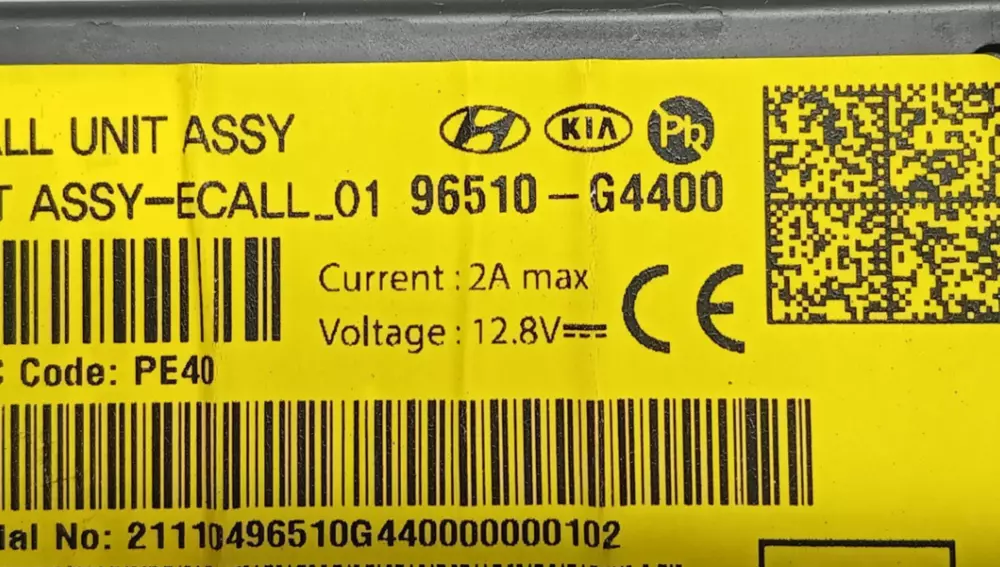 ALL UNIT ASSY
KIA
Pb
T ASSY-ECALL_01 96510-G4400
Current : 2A max
Voltage : 12.8V
CE
C Code: PE40
ial No: 21110496510G440000000102